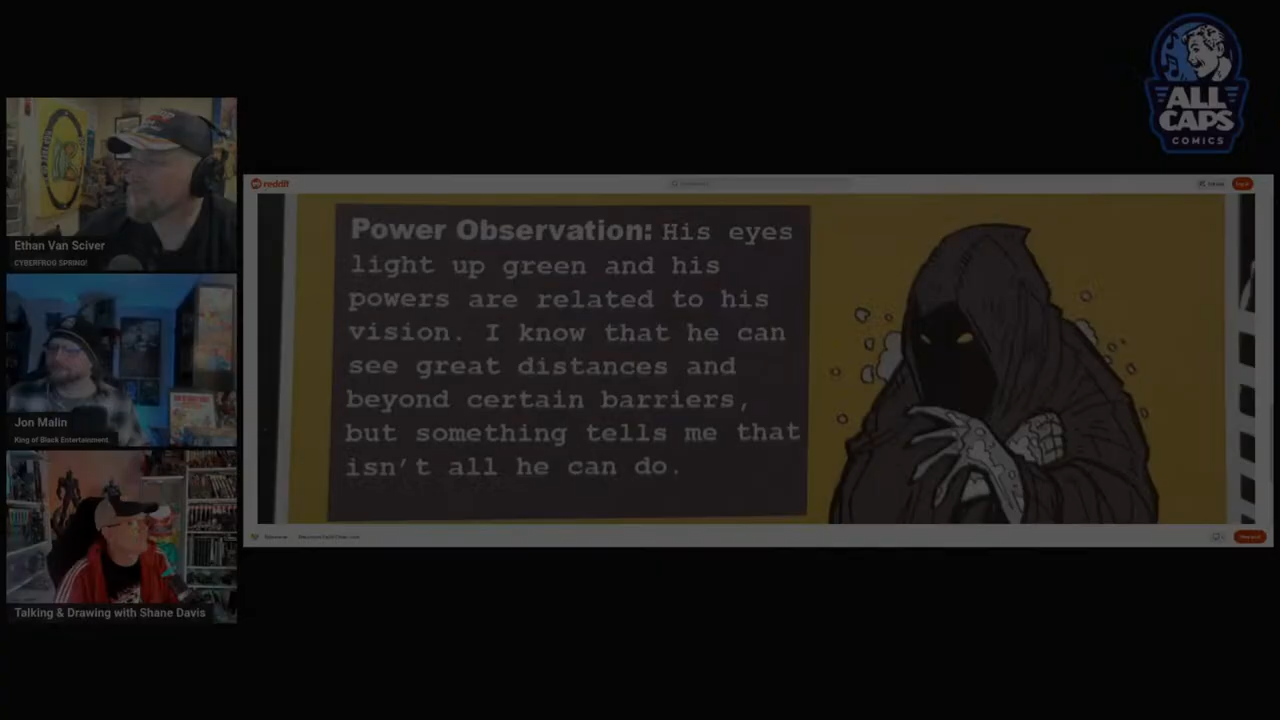 ALL
CAPS
COMICS
Ethan Van Sciver
CYBERFROG SPRING!
Jon Malin
King of Black Entertainment.
Talking & Drawing with Shane Davis
reddit
Power Observation: His eyes
light up green and his
powers are related to his
vision. I know that he can
see great distances and
beyond certain barriers,
but something tells me that
isn't all he can do.